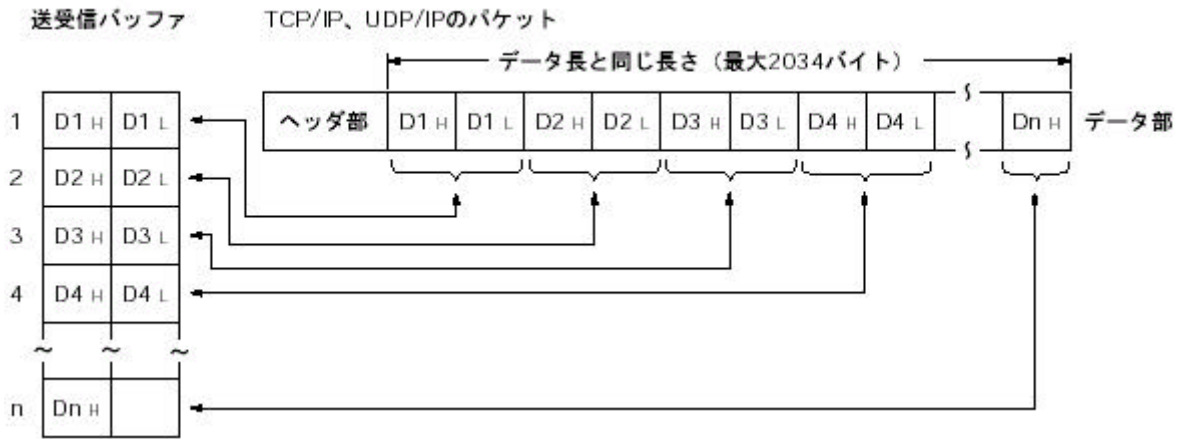 送受信バッファ TCP/IP、UDP/IPのパケット
データ長と同じ長さ（最大2034バイト）
ヘッダ部 D1 H D1 L D2 H D2 L D3 H D3 L D4 H D4 L Dn H データ部
1 D1 H D1 L
2 D2 H D2 L
3 D3 H D3 L
4 D4 H D4 L
n Dn H